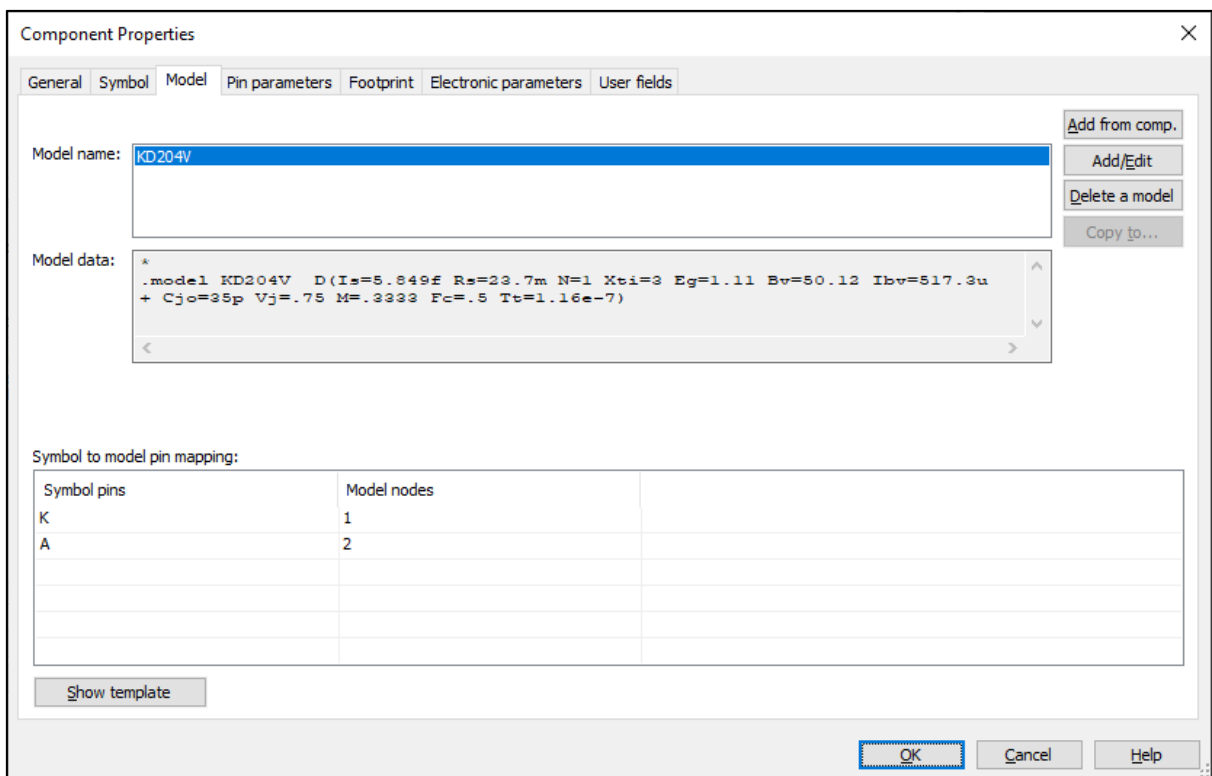 Component Properties
General Symbol Model Pin parameters Footprint Electronic parameters User fields
Add from comp.
Model name: KD204V
Add/Edit
Delete a model
Copy to...
Model data: *
.model KD204V  D(Is=5.849f Rs=23.7m N=1 Xti=3 Eg=1.11 Bv=50.12 Ibv=517.3u
+ Cjo=35p Vj=.75 M=.3333 Fc=.5 Tt=1.16e-7)
Symbol to model pin mapping:
Symbol pins Model nodes
K 1
A 2
Show template
OK Cancel Help